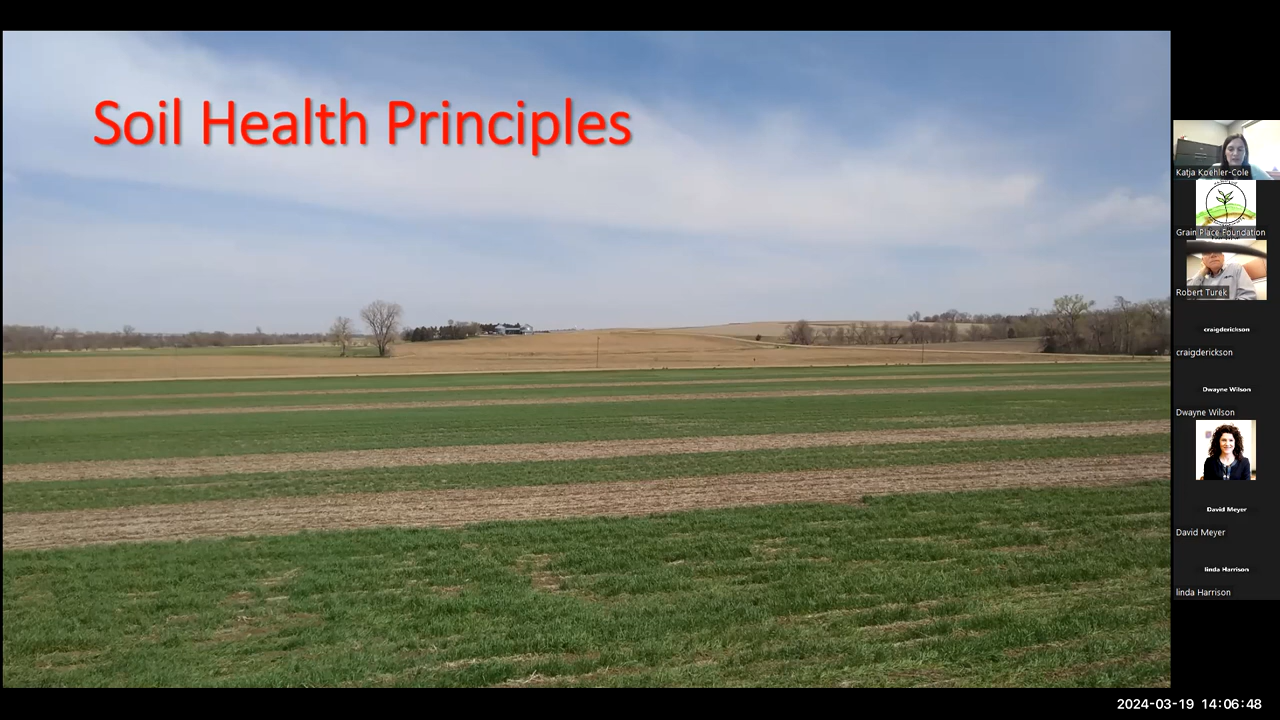 Soil Health Principles
Katja Koehler-Cole
Grain Place Foundation
Robert Turek
craigderickson
craigderickson
Dwayne Wilson
Dwayne Wilson
David Meyer
David Meyer
linda Harrison
linda Harrison
2024-03-19 14:06:48